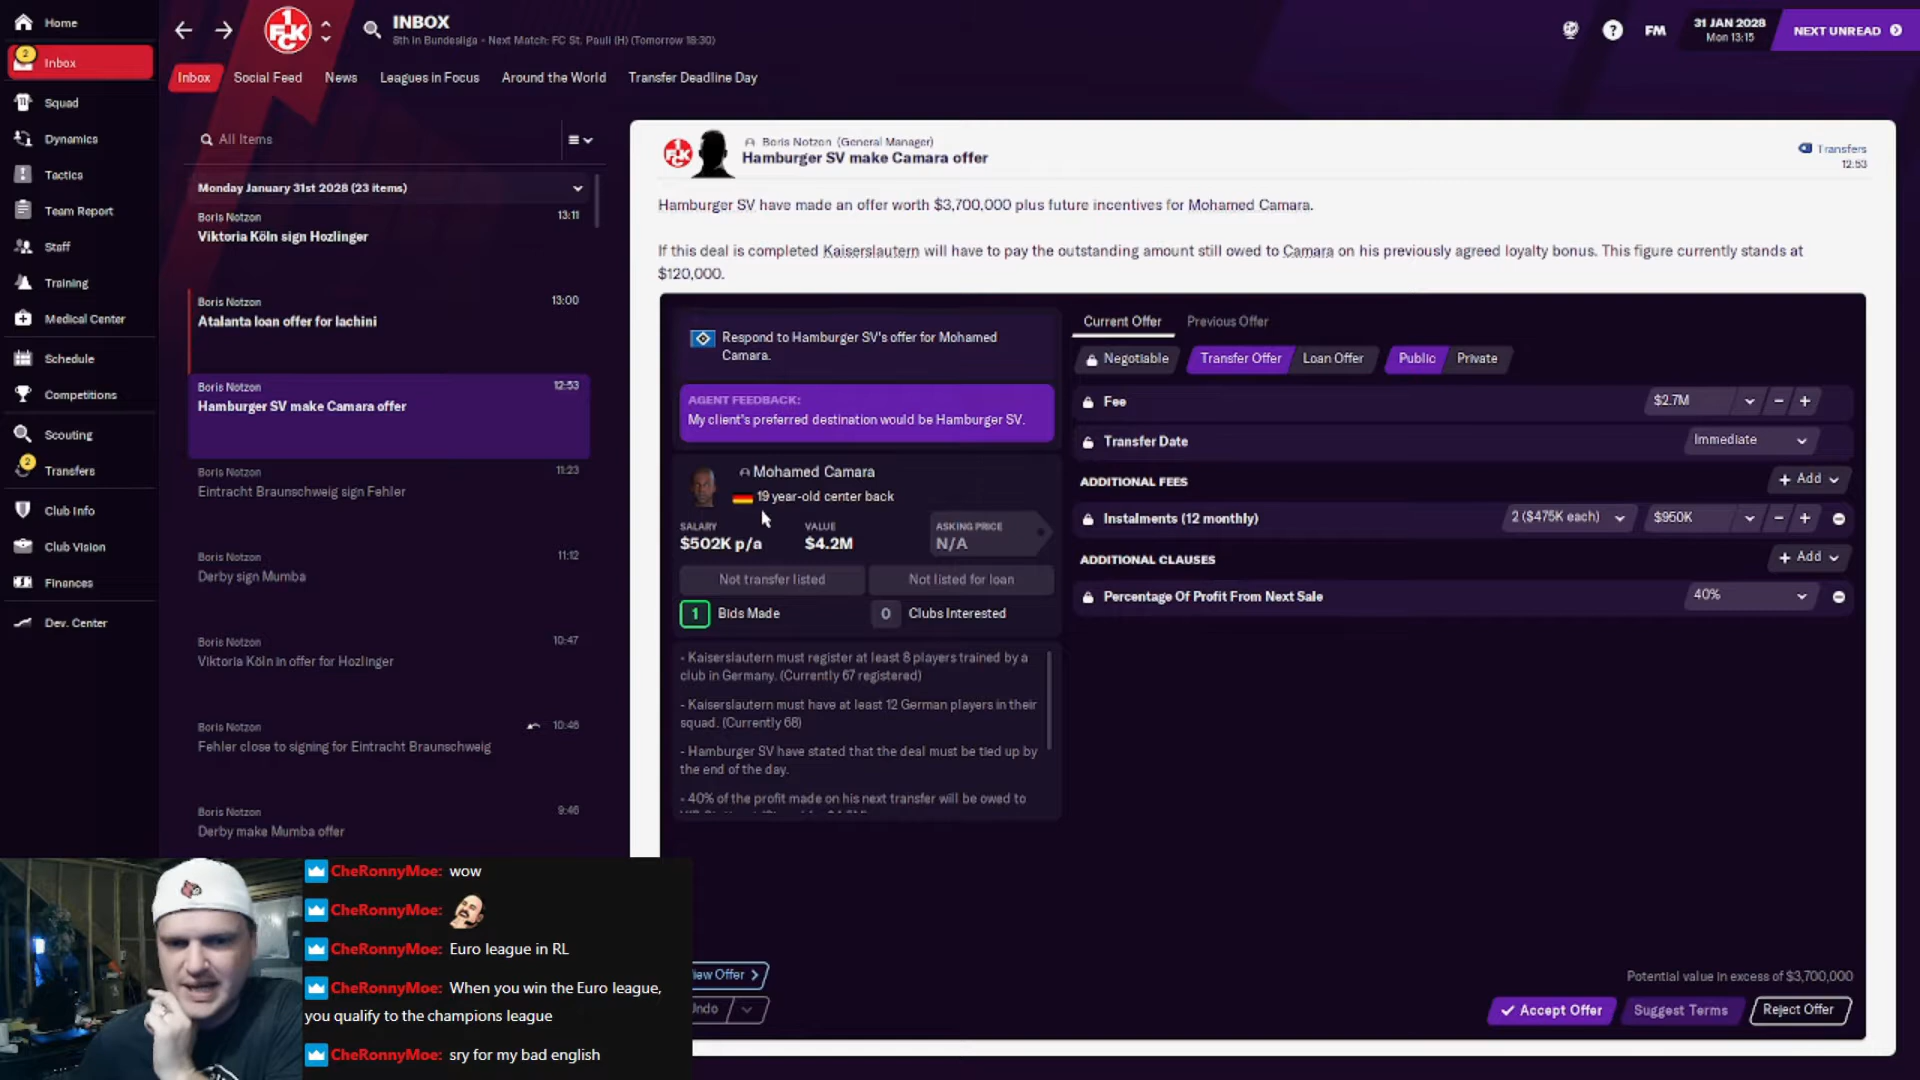 Home
INBOX
8th in Bundesliga - Next Match: FC St. Pauli (H) (Tomorrow 18:30)
FM
31 JAN 2028
Mon 13:15
NEXT UNREAD
2
Inbox
Inbox
Social Feed
News
Leagues in Focus
Around the World
Transfer Deadline Day
Squad
Dynamics
Tactics
Team Report
Staff
Training
Medical Center
Schedule
Competitions
Scouting
2
Transfers
Club Info
Club Vision
Finances
Dev. Center
All Items
Monday January 31st 2028 (23 items)
Boris Notzon
13:11
Viktoria Köln sign Hozlinger
Boris Notzon
13:00
Atalanta loan offer for Iachini
Boris Notzon
12:53
Hamburger SV make Camara offer
Boris Notzon
11:23
Eintracht Braunschweig sign Fehler
Boris Notzon
11:12
Derby sign Mumba
Boris Notzon
10:47
Viktoria Köln in offer for Hozlinger
Boris Notzon
10:46
Fehler close to signing for Eintracht Braunschweig
Boris Notzon
9:46
Derby make Mumba offer
Boris Notzon (General Manager)
Hamburger SV make Camara offer
Transfers
12:53
Hamburger SV have made an offer worth $3,700,000 plus future incentives for Mohamed Camara.
If this deal is completed Kaiserslautern will have to pay the outstanding amount still owed to Camara on his previously agreed loyalty bonus. This figure currently stands at
$120,000.
Respond to Hamburger SV's offer for Mohamed
Camara.
AGENT FEEDBACK:
My client's preferred destination would be Hamburger SV.
Mohamed Camara
19 year-old center back
SALARY
$502K p/a
VALUE
$4.2M
ASKING PRICE
N/A
Not transfer listed
Not listed for loan
1
Bids Made
0
Clubs Interested
- Kaiserslautern must register at least 8 players trained by a
club in Germany. (Currently 67 registered)
- Kaiserslautern must have at least 12 German players in their
squad. (Currently 68)
- Hamburger SV have stated that the deal must be tied up by
the end of the day.
- 40% of the profit made on his next transfer will be owed to
Current Offer
Previous Offer
Negotiable
Transfer Offer
Loan Offer
Public
Private
Fee
$2.7M
Transfer Date
Immediate
ADDITIONAL FEES
Add
Instalments (12 monthly)
2 ($475K each)
$950K
ADDITIONAL CLAUSES
Add
Percentage Of Profit From Next Sale
40%
iew Offer
Undo
Potential value in excess of $3,700,000
Accept Offer
Suggest Terms
Reject Offer
CheRonnyMoe: wow
CheRonnyMoe:
CheRonnyMoe: Euro league in RL
CheRonnyMoe: When you win the Euro league,
you qualify to the champions league
CheRonnyMoe: sry for my bad english